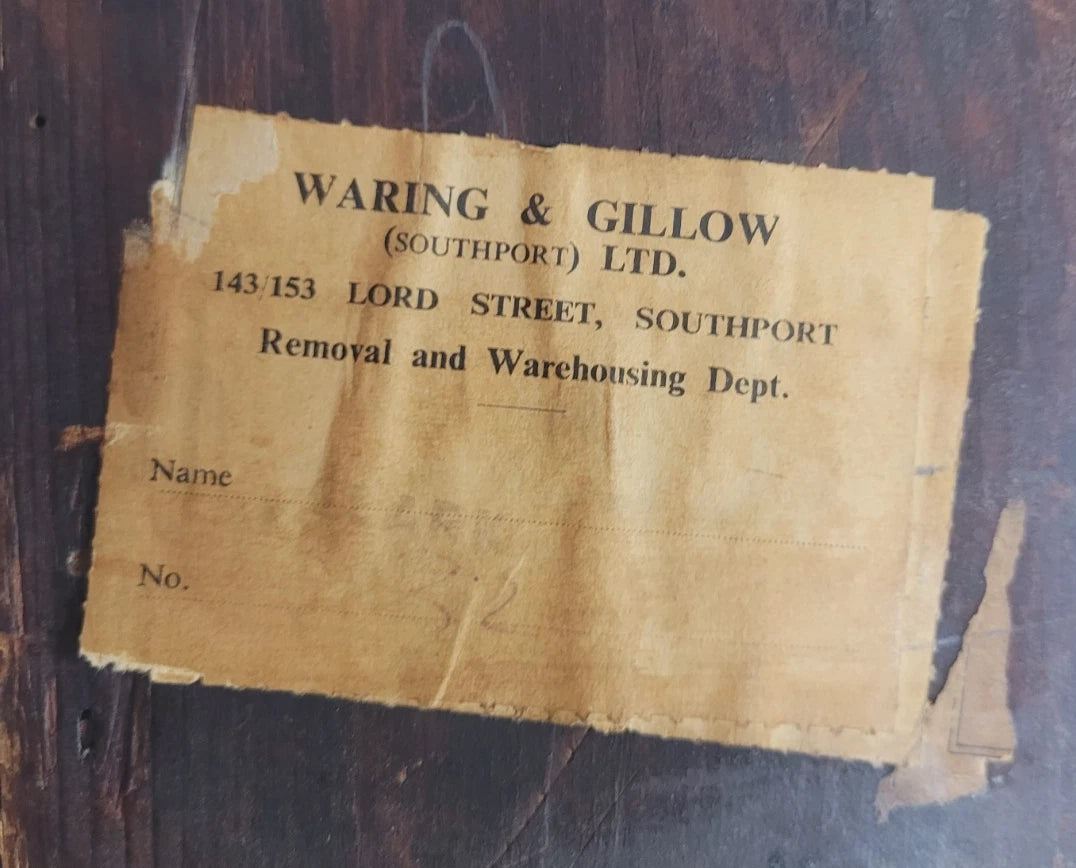 WARING & GILLOW
(SOUTHPORT) LTD.
143/153 LORD STREET, SOUTHPORT
Removal and Warehousing Dept.
Name
No.